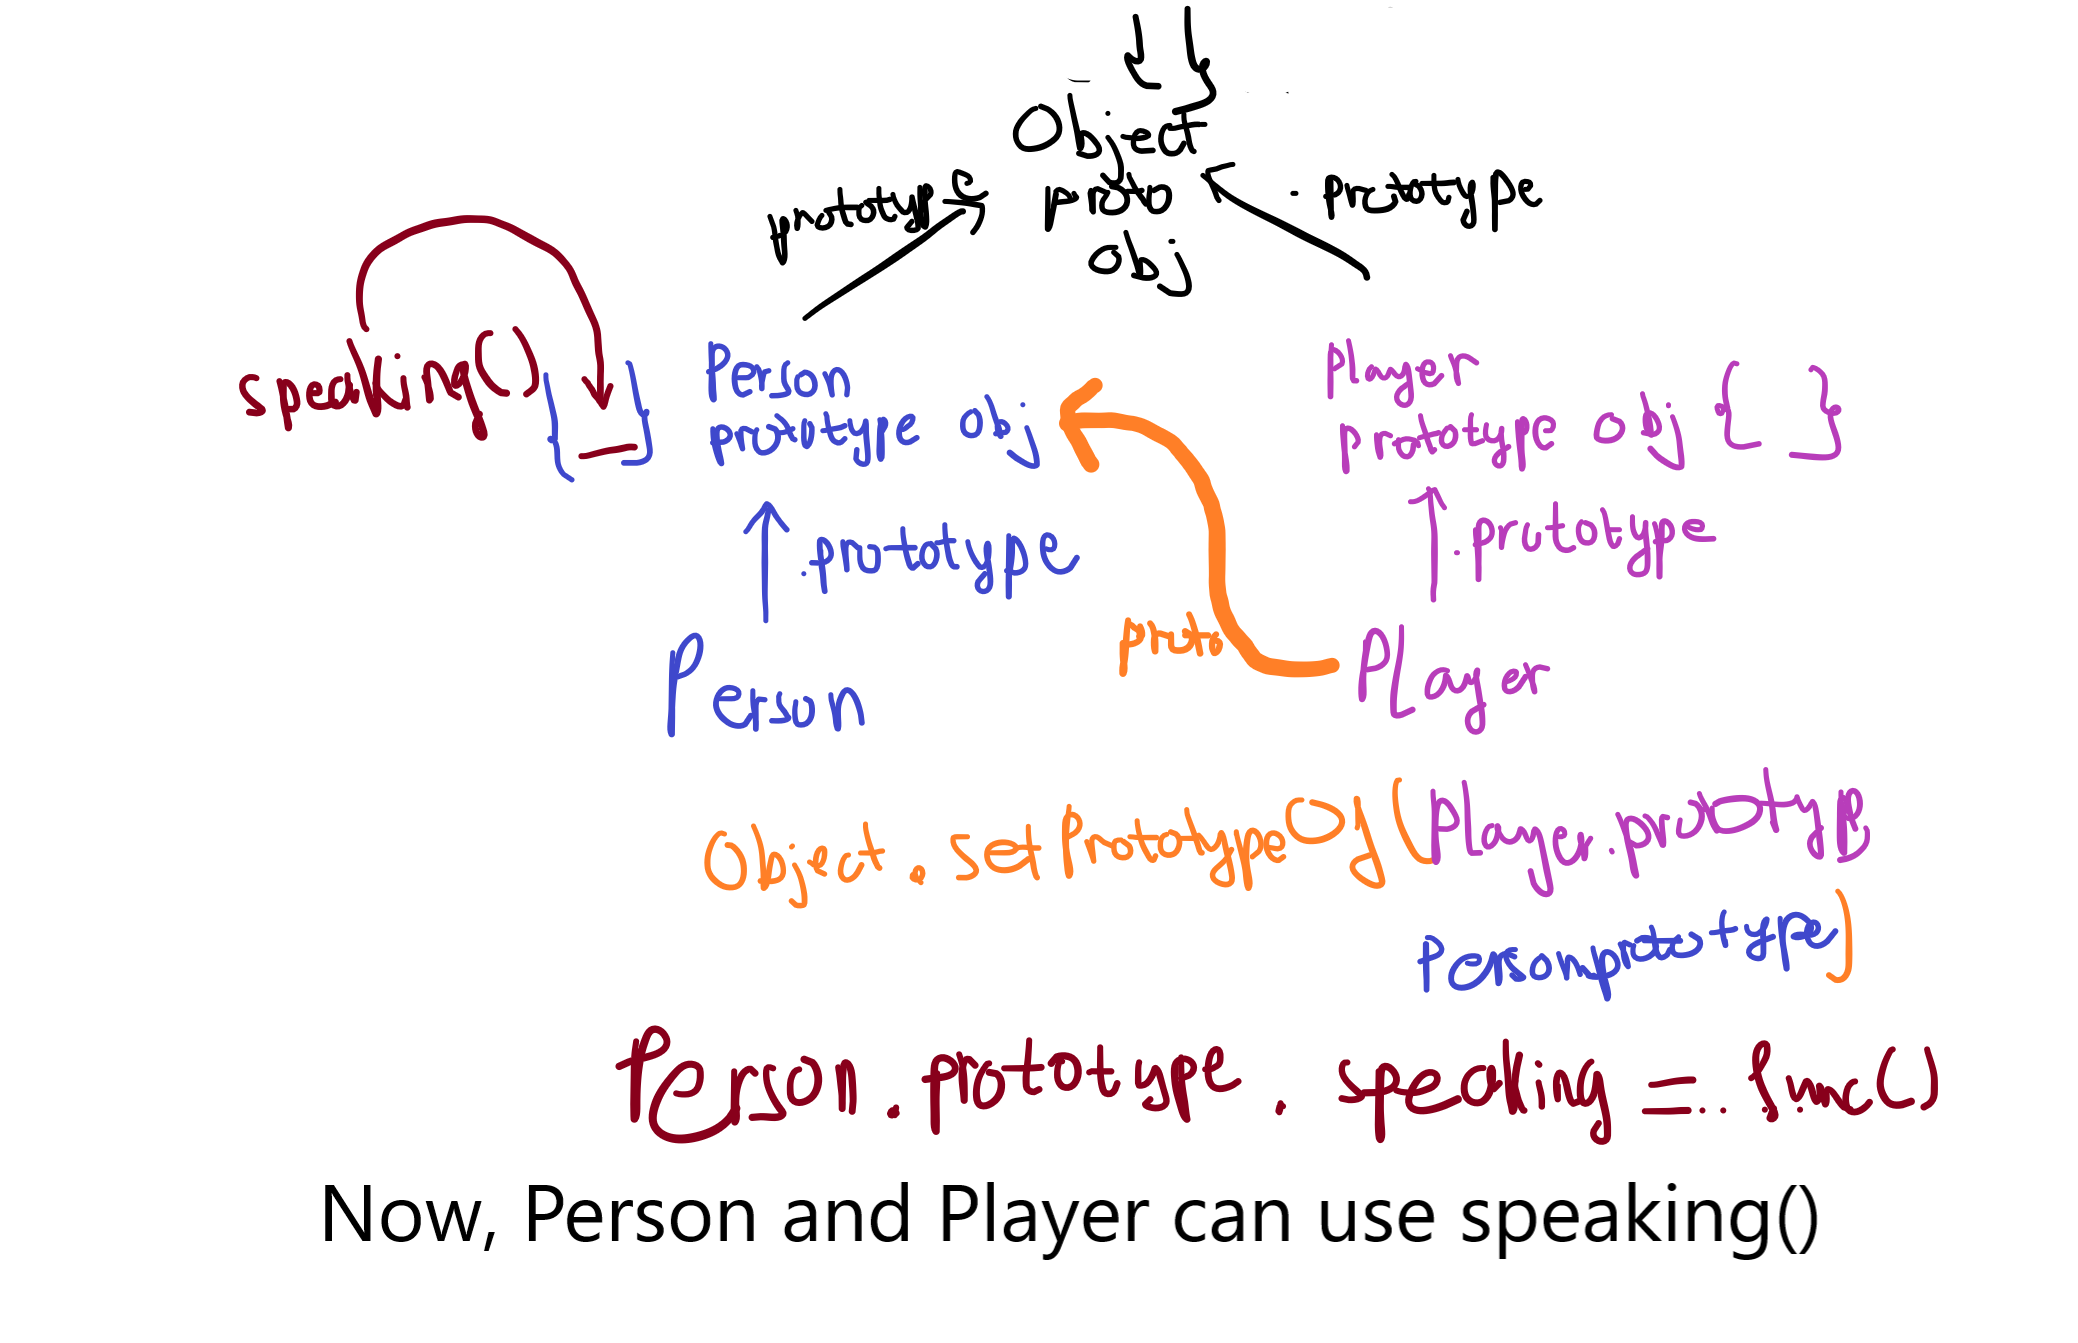 { }
Object
proto
obj
prototype
. prototype
speaking()
{ _ }
Person
prototype obj
Player
prototype obj { }
.prototype
.prototype
proto
Person
Player
Object.setPrototypeOf(Player.prototype
Person.prototype)
Person.prototype.speaking = func()
Now, Person and Player can use speaking()